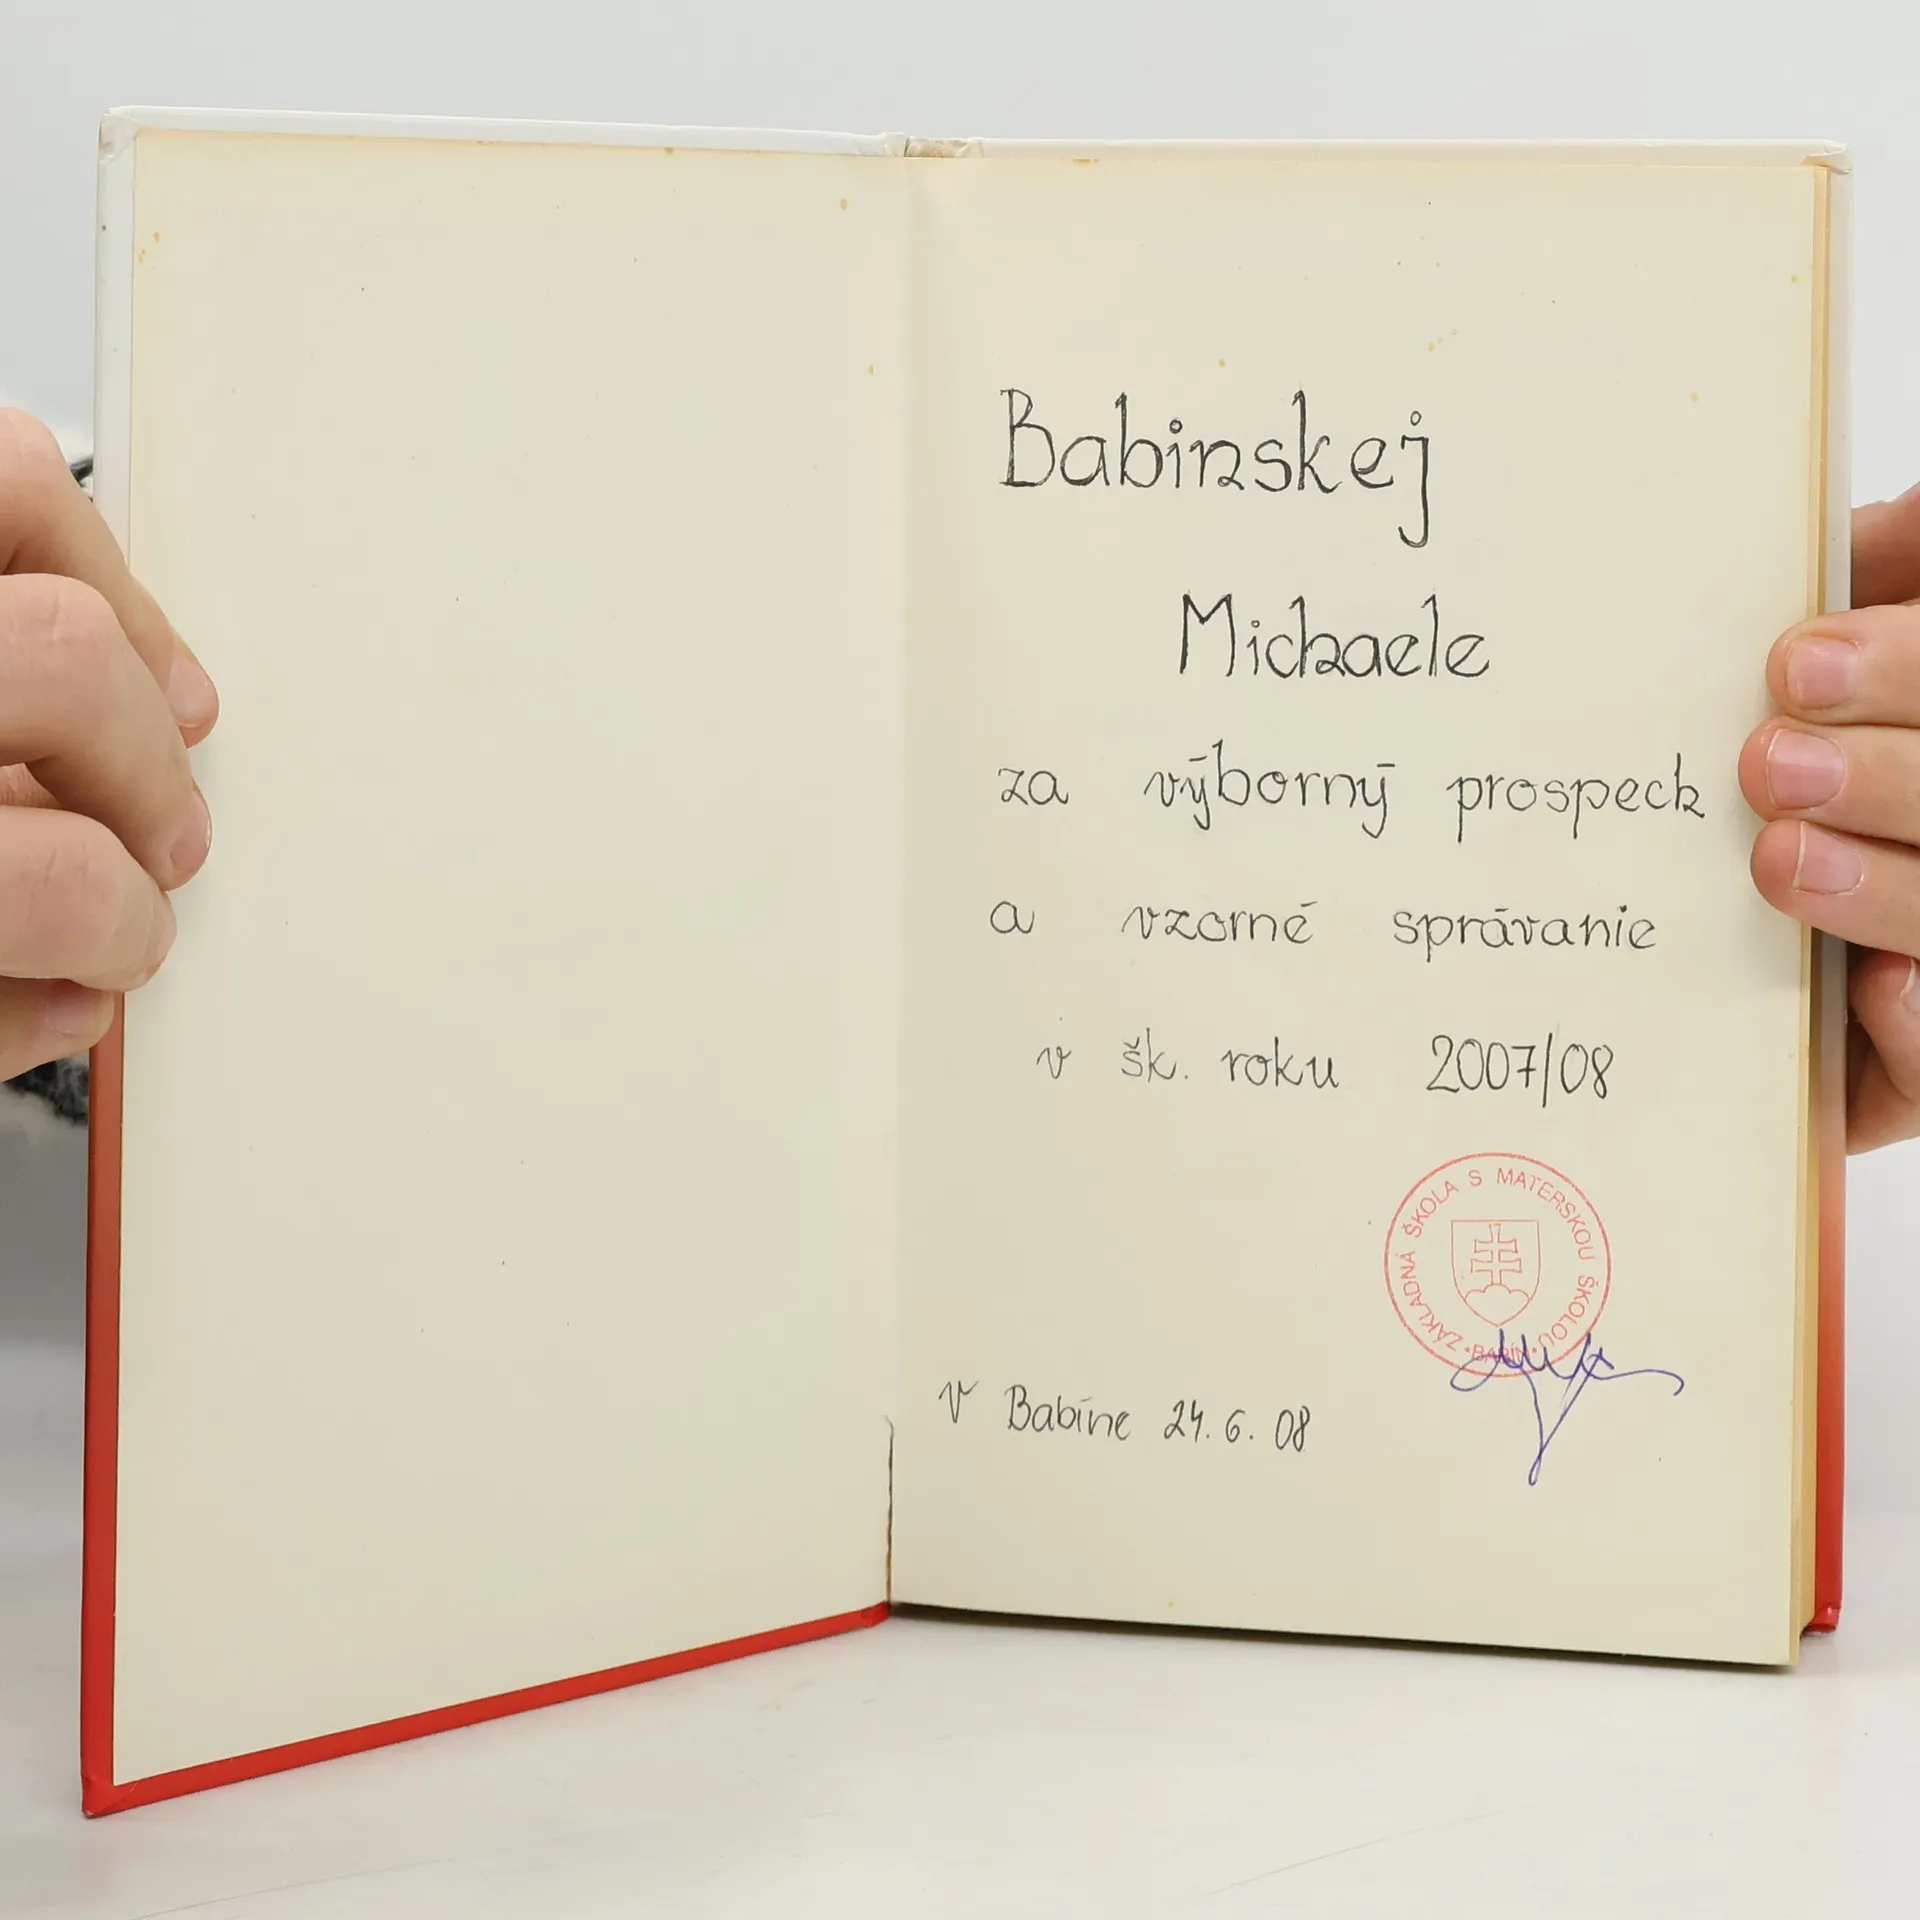 Babinskej
Michaele
za výborný prospech
a vzorné správanie
v šk. roku 2007/08
ZÁKLADNÁ ŠKOLA S MATERSKOU ŠKOLOU
*BABÍN*
v Babíne 24. 6. 08